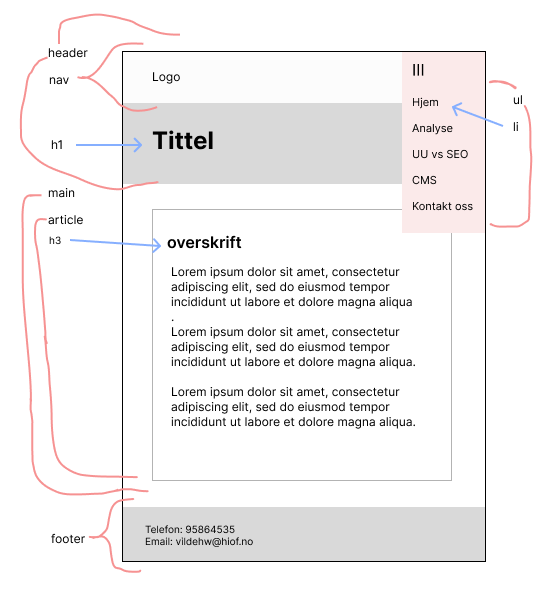 header
nav
h1
main
article
h3
footer
Logo
Tittel
III
Hjem
Analyse
UU vs SEO
CMS
Kontakt oss
ul
li
overskrift
Lorem ipsum dolor sit amet, consectetur
adipiscing elit, sed do eiusmod tempor
incididunt ut labore et dolore magna aliqua
.
Lorem ipsum dolor sit amet, consectetur
adipiscing elit, sed do eiusmod tempor
incididunt ut labore et dolore magna aliqua.
Lorem ipsum dolor sit amet, consectetur
adipiscing elit, sed do eiusmod tempor
incididunt ut labore et dolore magna aliqua.
Telefon: 95864535
Email: vildehw@hiof.no